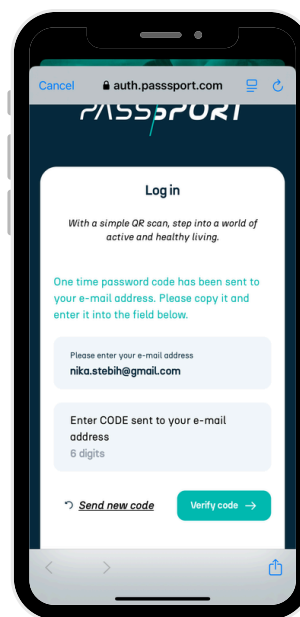 Cancel auth.passsport.com
PASSSPORT
Log in
With a simple QR scan, step into a world of
active and healthy living.
One time password code has been sent to
your e-mail address. Please copy it and
enter it into the field below.
Please enter your e-mail address
nika.stebih@gmail.com
Enter CODE sent to your e-mail
address
6 digits
Send new code Verify code